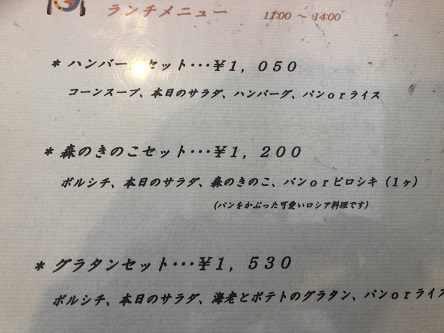 ランチメニュー 11:00 ～ 14:00
＊ハンバー セット・・・￥1，050
コーンスープ、本日のサラダ、ハンバーグ、パンorライス
＊森のきのこセット・・・￥1，200
ボルシチ、本日のサラダ、森のきのこ、パンorピロシキ（1ヶ）
（パンをかぶった可愛いロシア料理です）
＊グラタンセット・・・￥1，530
ボルシチ、本日のサラダ、海老とポテトのグラタン、パンorライス